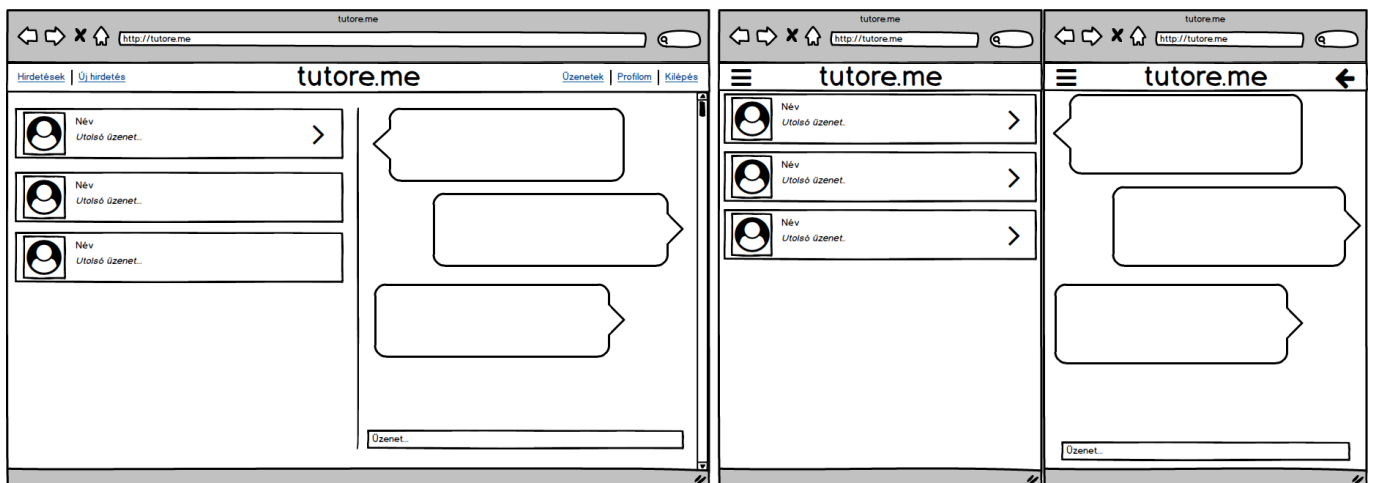 tutore.me
http://tutore.me
Hirdetések Új hirdetés tutore.me Üzenetek Profilom Kilépés
Név
Utolsó üzenet...
Név
Utolsó üzenet...
Név
Utolsó üzenet...
Üzenet...
tutore.me
http://tutore.me
tutore.me
Név
Utolsó üzenet..
Név
Utolsó üzenet..
Név
Utolsó üzenet..
tutore.me
http://tutore.me
tutore.me
Üzenet...